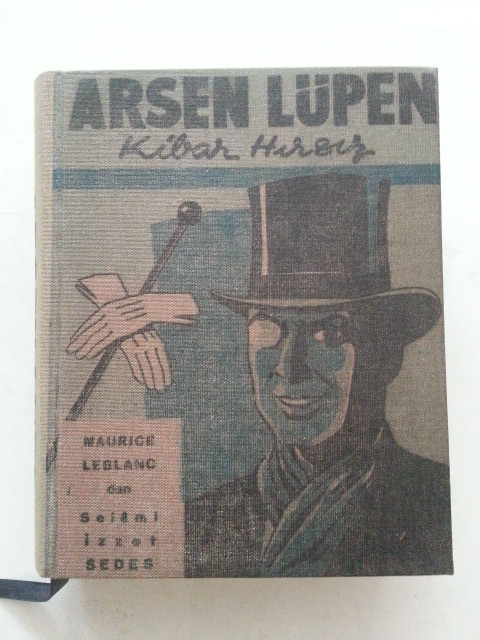 ARSEN LÜPEN
Kibar Hırsız
MAURICE
LEBLANC
dan
Selâmi
izzet
SEDES